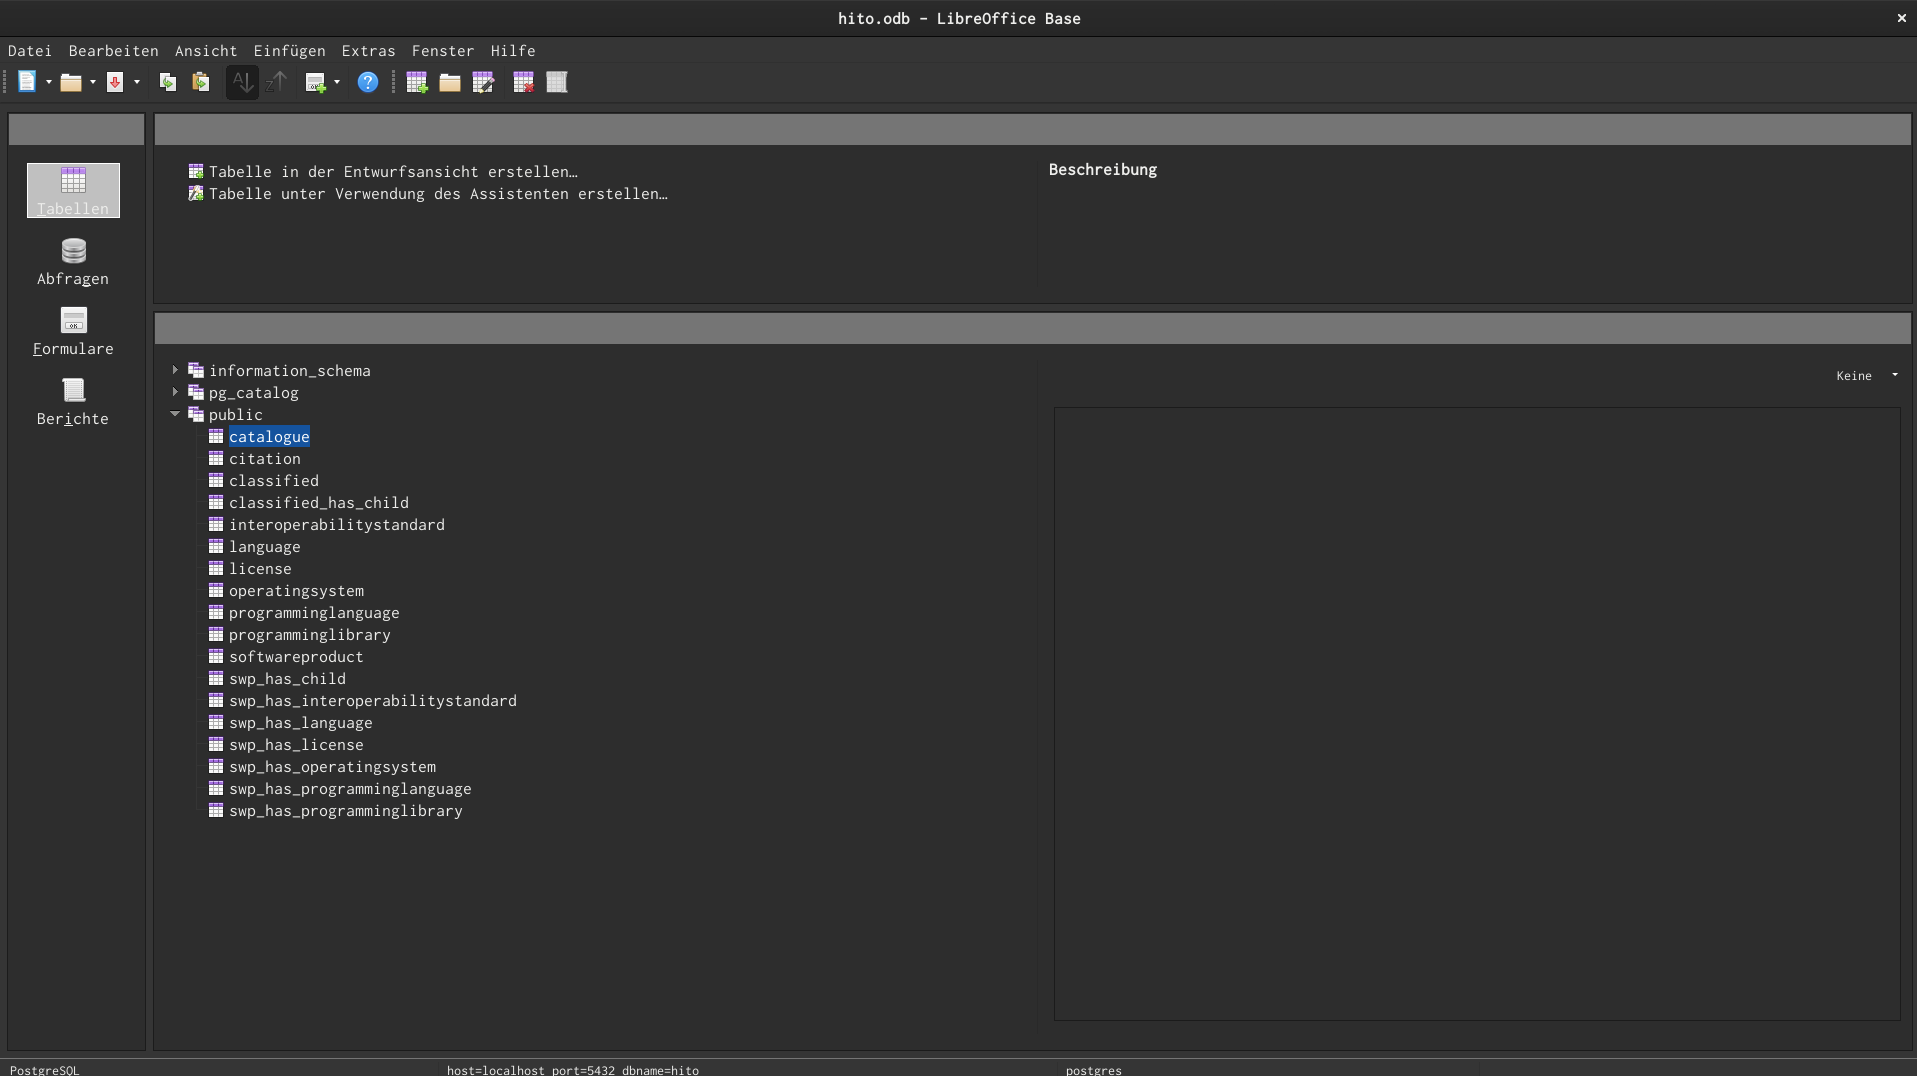 hito.odb – LibreOffice Base
Datei Bearbeiten Ansicht Einfügen Extras Fenster Hilfe
Tabellen
Abfragen
Formulare
Berichte
Tabelle in der Entwurfsansicht erstellen…
Tabelle unter Verwendung des Assistenten erstellen…
Beschreibung
information_schema
pg_catalog
public
catalogue
citation
classified
classified_has_child
interoperabilitystandard
language
license
operatingsystem
programminglanguage
programminglibrary
softwareproduct
swp_has_child
swp_has_interoperabilitystandard
swp_has_language
swp_has_license
swp_has_operatingsystem
swp_has_programminglanguage
swp_has_programminglibrary
Keine
PostgreSQL host=localhost port=5432 dbname=hito postgres